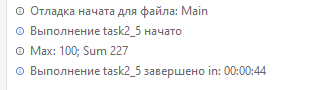 Отладка начата для файла: Main
Выполнение task2_5 начато
Max: 100; Sum 227
Выполнение task2_5 завершено in: 00:00:44